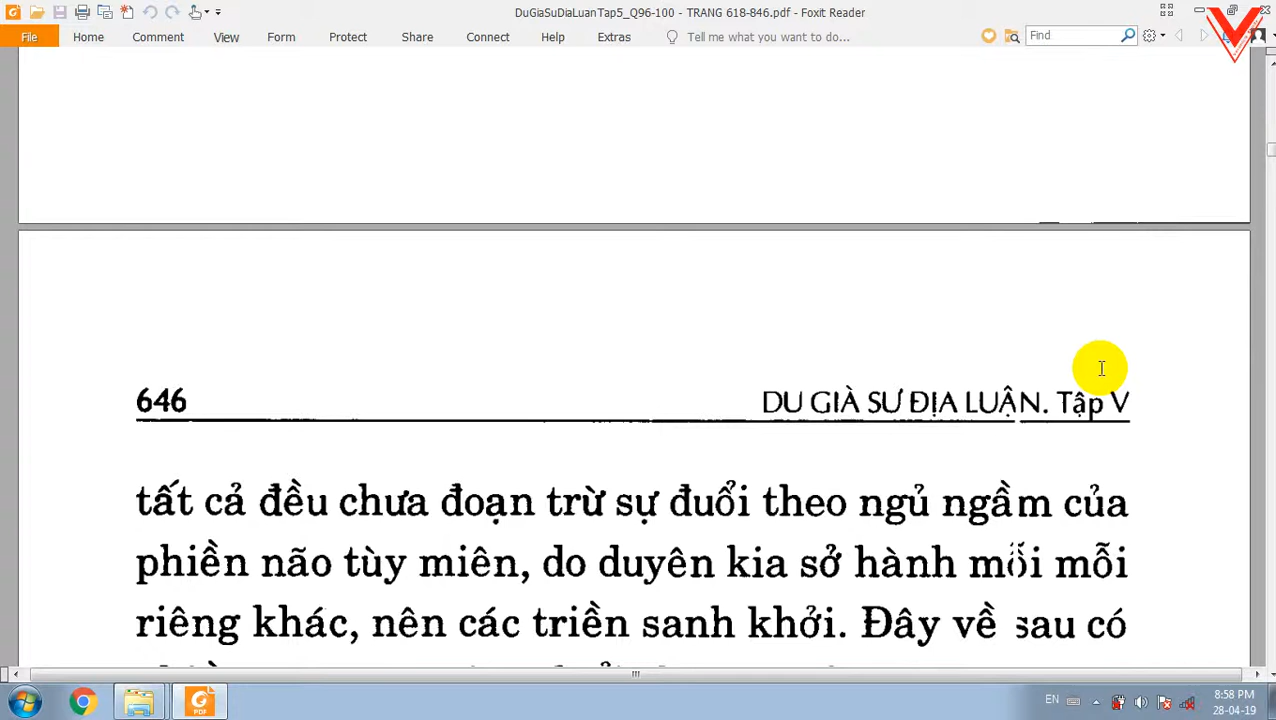 DuGiaSuDiaLuanTap5_Q96-100 - TRANG 618-846.pdf - Foxit Reader
File Home Comment View Form Protect Share Connect Help Extras Tell me what you want to do... Find
646 DU GIÀ SƯ ĐỊA LUẬN. Tập V
tất cả đều chưa đoạn trừ sự đuổi theo ngủ ngầm của
phiền não tùy miên, do duyên kia sở hành mỗi mỗi
riêng khác, nên các triền sanh khởi. Đây về sau có
PDF
EN 8:58 PM
28-04-19